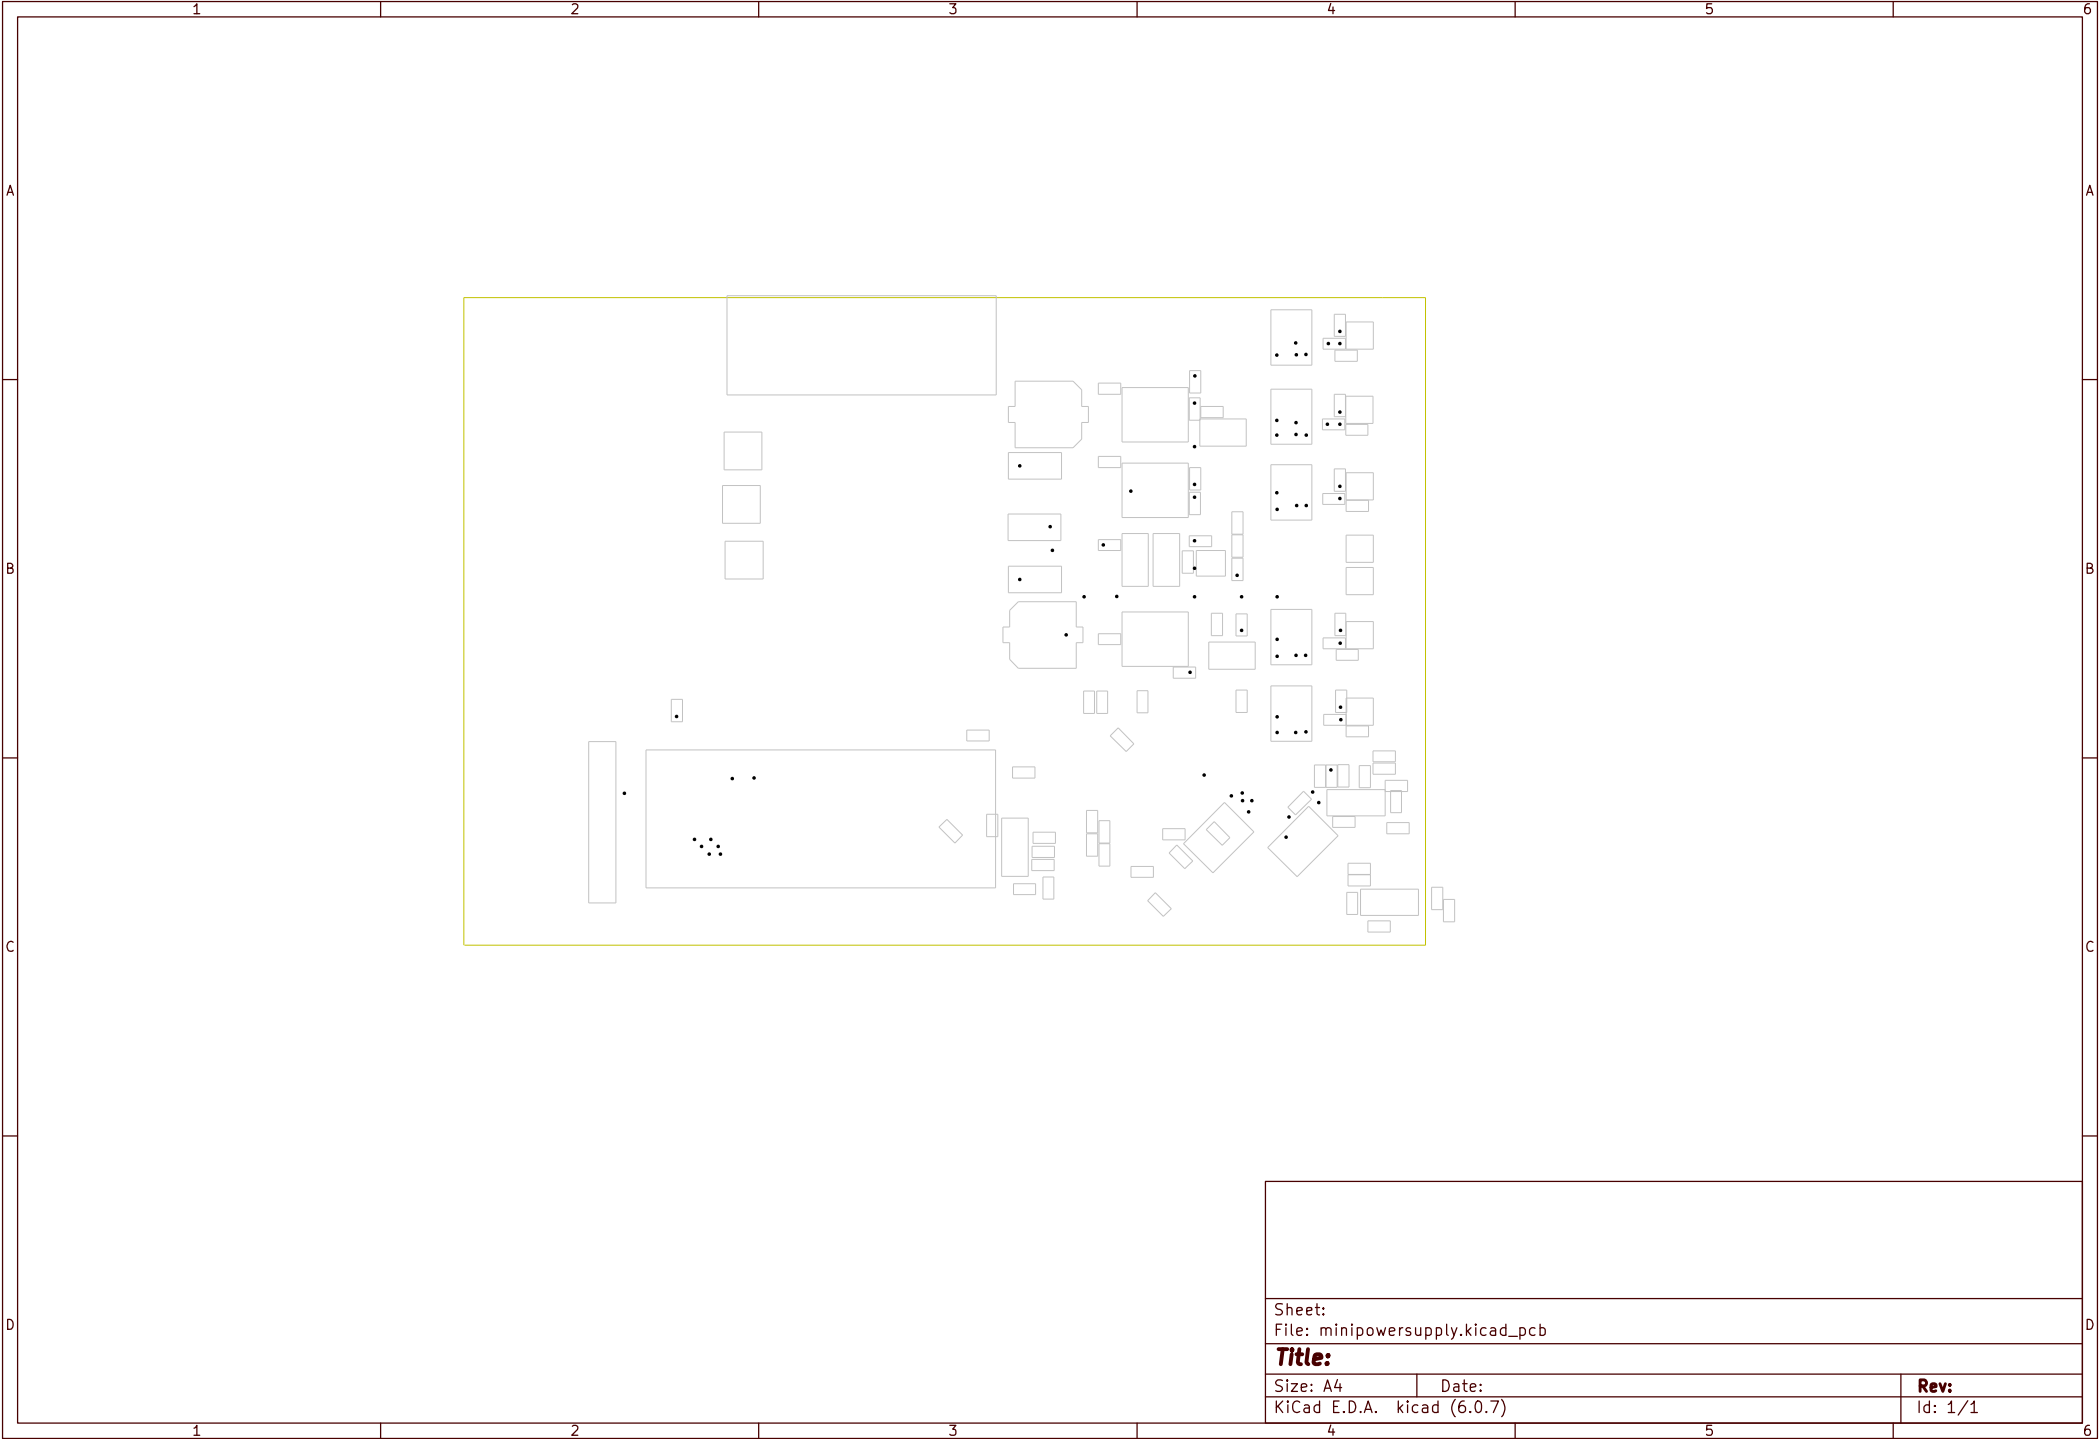 1 2 3 4 5 6
A A
B B
C C
D D
Sheet:
File: minipowersupply.kicad_pcb
Title:
Size: A4 Date: Rev:
KiCad E.D.A. kicad (6.0.7) Id: 1/1
1 2 3 4 5 6